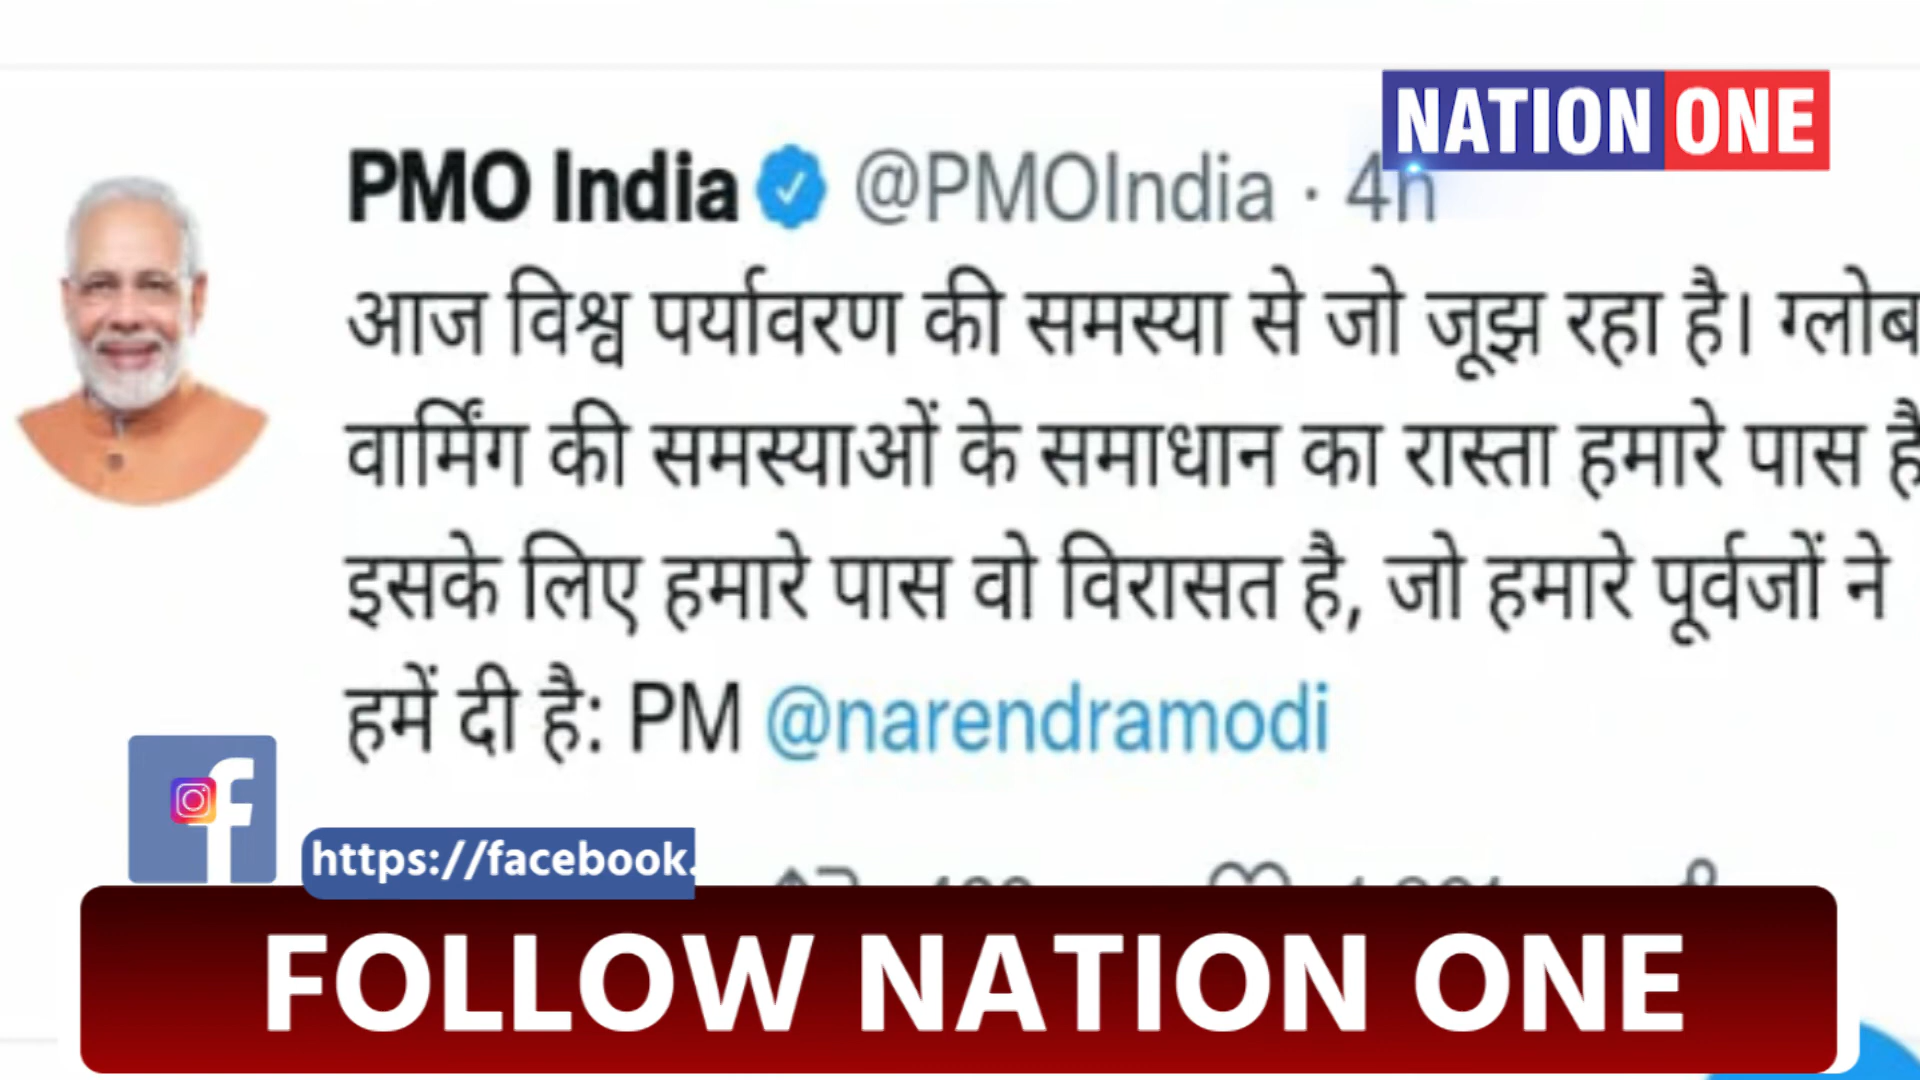 NATION ONE
PMO India @PMOIndia · 4h
आज विश्व पर्यावरण की समस्या से जो जूझ रहा है। ग्लोब
वार्मिंग की समस्याओं के समाधान का रास्ता हमारे पास है
इसके लिए हमारे पास वो विरासत है, जो हमारे पूर्वजों ने
हमें दी है: PM @narendramodi
https://facebook.
FOLLOW NATION ONE